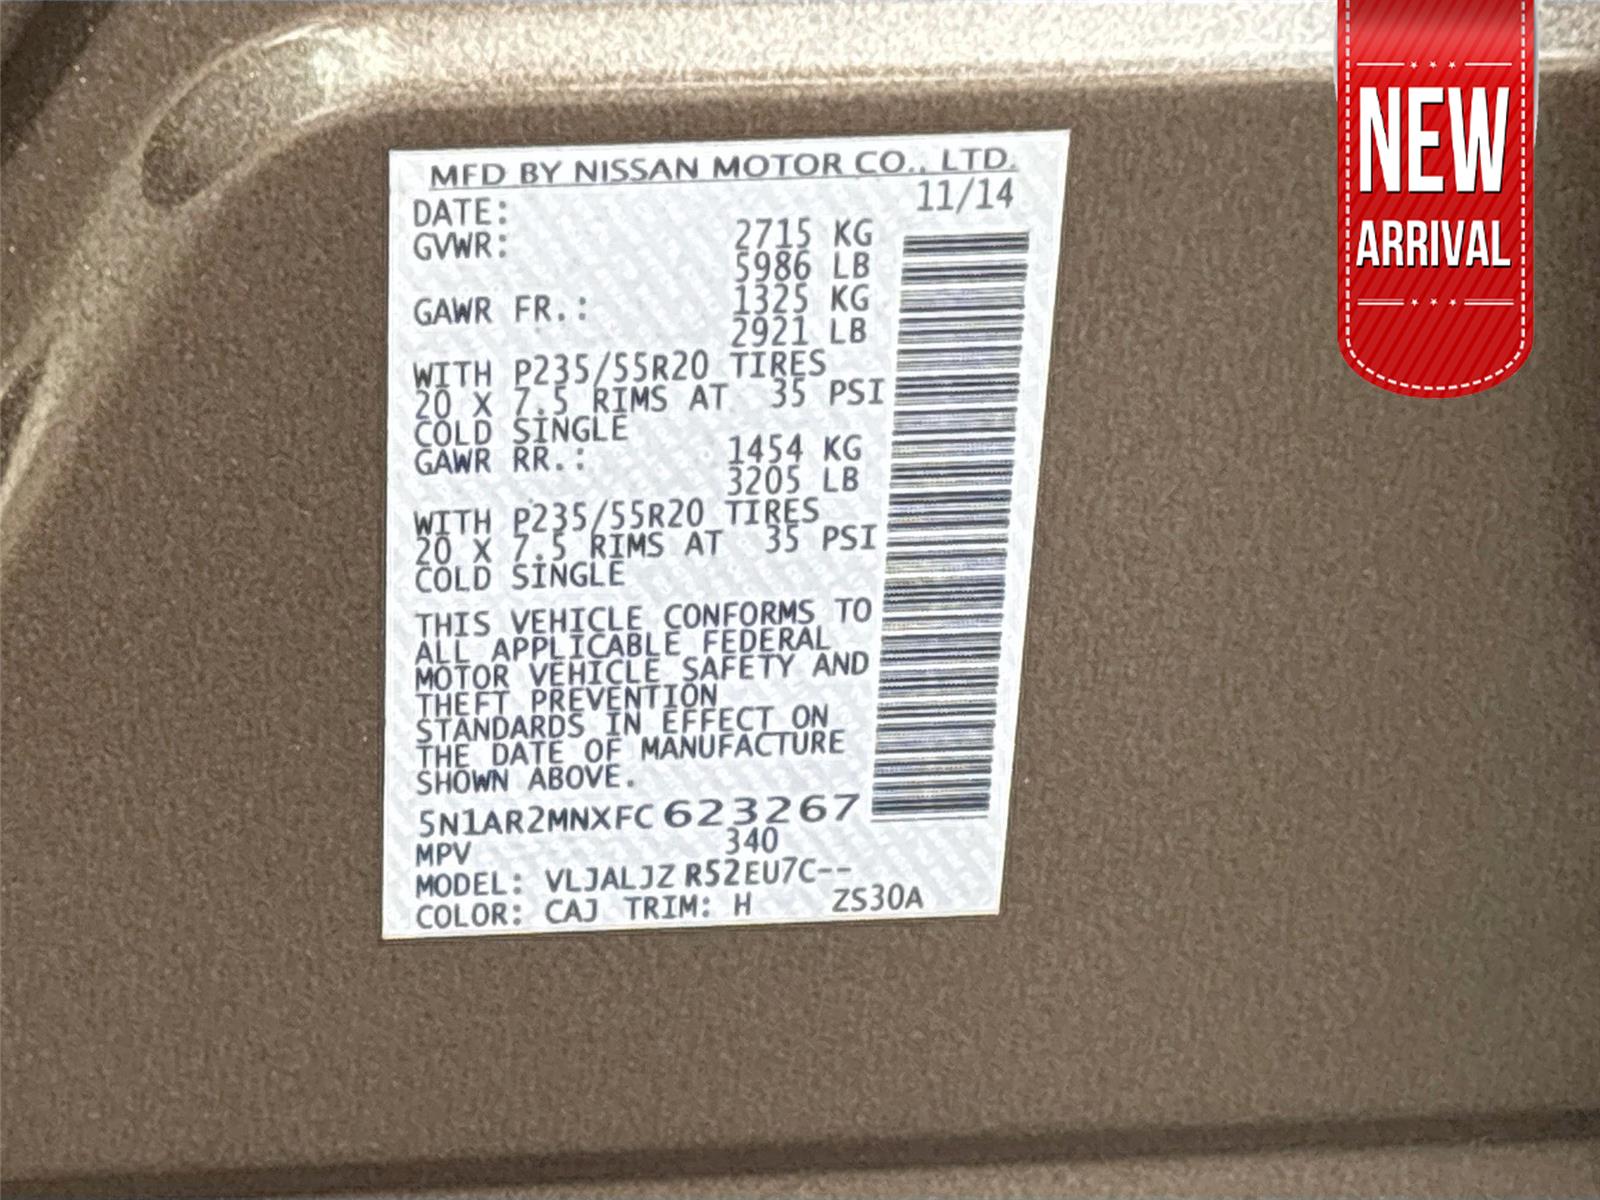 MFD BY NISSAN MOTOR CO., LTD.
DATE: 11/14
GVWR: 2715 KG
5986 LB
GAWR FR.: 1325 KG
2921 LB
WITH P235/55R20 TIRES
20 X 7.5 RIMS AT 35 PSI
COLD SINGLE
GAWR RR.: 1454 KG
3205 LB
WITH P235/55R20 TIRES
20 X 7.5 RIMS AT 35 PSI
COLD SINGLE
THIS VEHICLE CONFORMS TO
ALL APPLICABLE FEDERAL
MOTOR VEHICLE SAFETY AND
THEFT PREVENTION
STANDARDS IN EFFECT ON
THE DATE OF MANUFACTURE
SHOWN ABOVE.
5N1AR2MNXFC623267
MPV 340
MODEL: VLJALJZ R52EU7C--
COLOR: CAJ TRIM: H ZS30A
NEW
ARRIVAL